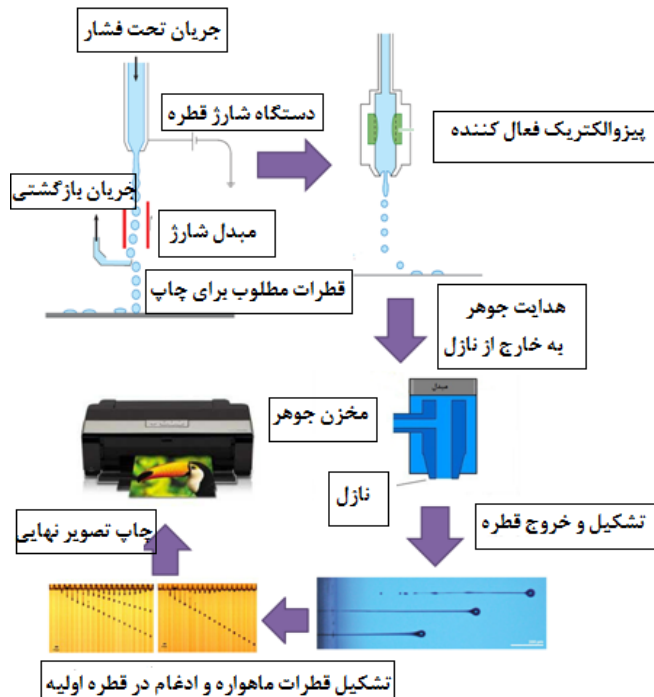 جریان تحت فشار
دستگاه شارژ قطره
پیزوالکتریک فعال کننده
جریان بازگشتی
مبدل شارژ
قطرات مطلوب برای چاپ
هدایت جوهر
به خارج از نازل
مبدل
مخزن جوهر
نازل
تشکیل و خروج قطره
چاپ تصویر نهایی
تشکیل قطرات ماهواره و ادغام در قطره اولیه